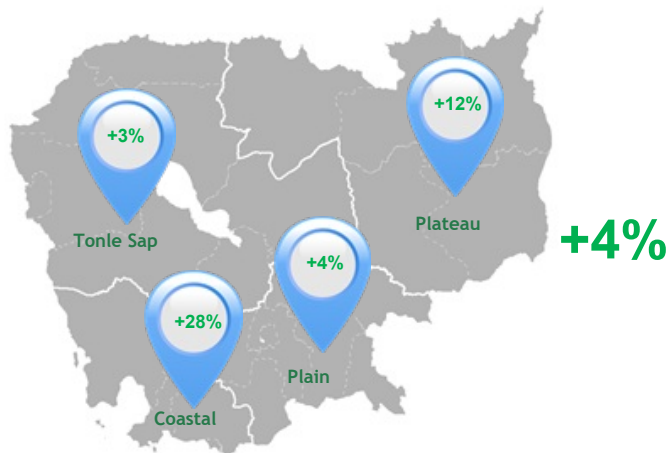 +12%
+3%
Plateau
Tonle Sap
+4%
+4%
+28%
Plain
Coastal